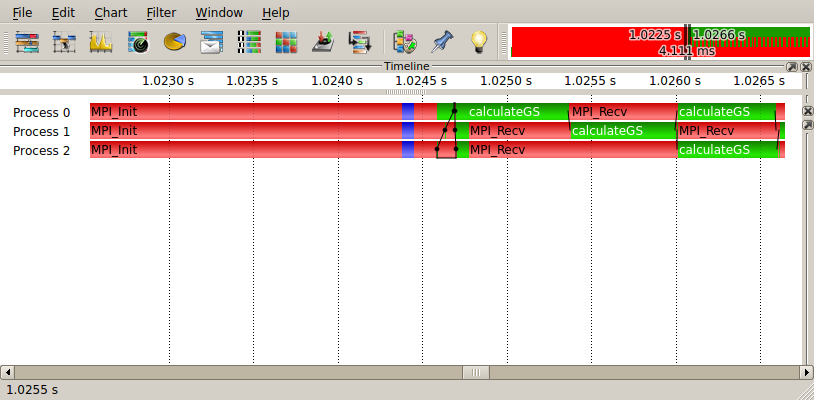 File Edit Chart Filter Window Help
1.0225 s 1.0266 s
4.111 ms
Timeline
1.0230 s 1.0235 s 1.0240 s 1.0245 s 1.0250 s 1.0255 s 1.0260 s 1.0265 s
Process 0 MPI_Init calculateGS MPI_Recv calculateGS
Process 1 MPI_Init MPI_Recv calculateGS MPI_Recv
Process 2 MPI_Init MPI_Recv calculateGS
1.0255 s